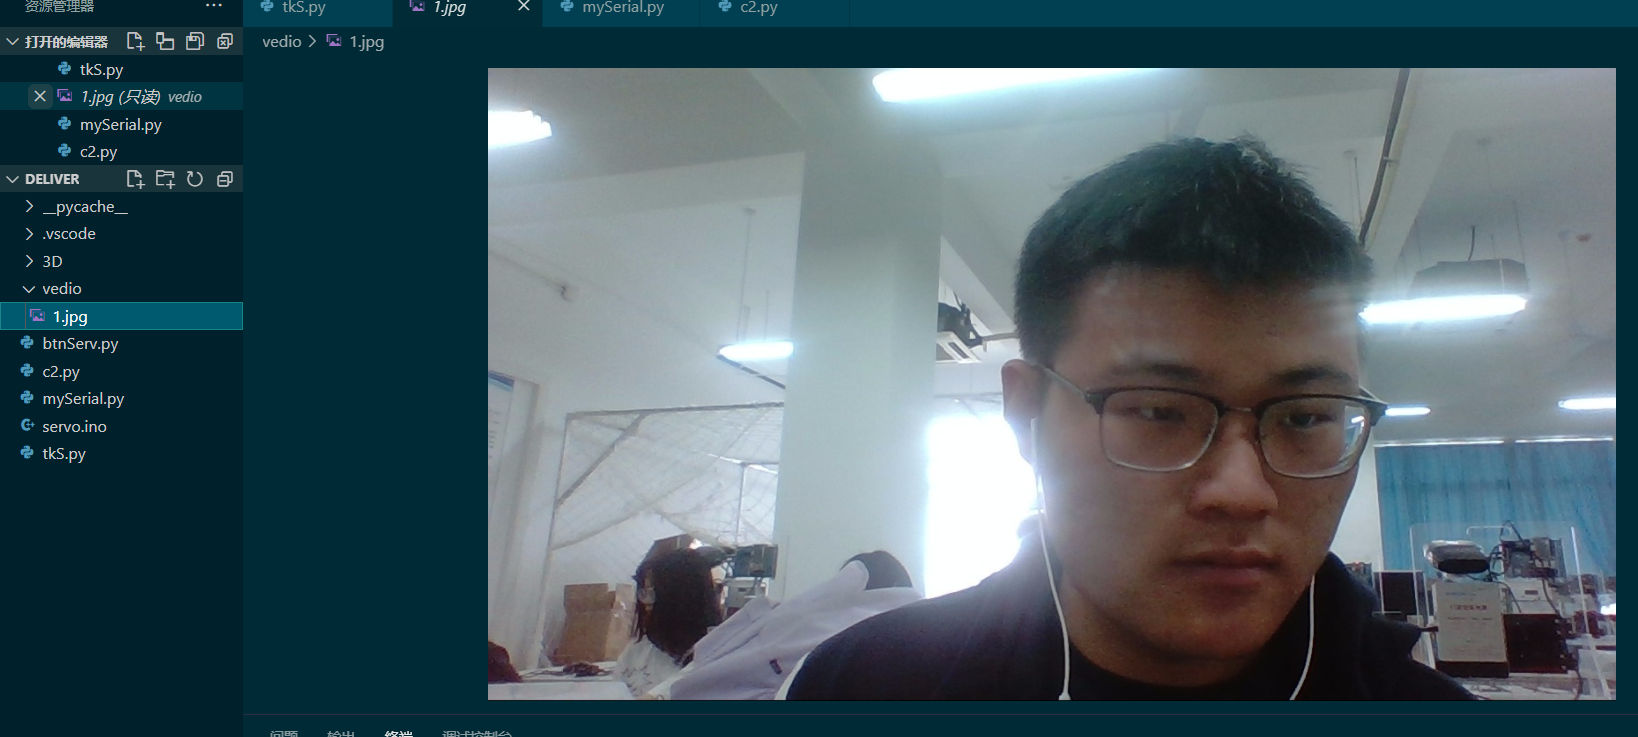 资源管理器
打开的编辑器
tkS.py
1.jpg (只读) vedio
mySerial.py
c2.py
DELIVER
__pycache__
.vscode
3D
vedio
1.jpg
btnServ.py
c2.py
mySerial.py
servo.ino
tkS.py
tkS.py 1.jpg mySerial.py c2.py
vedio > 1.jpg
问题 输出 终端 调试控制台